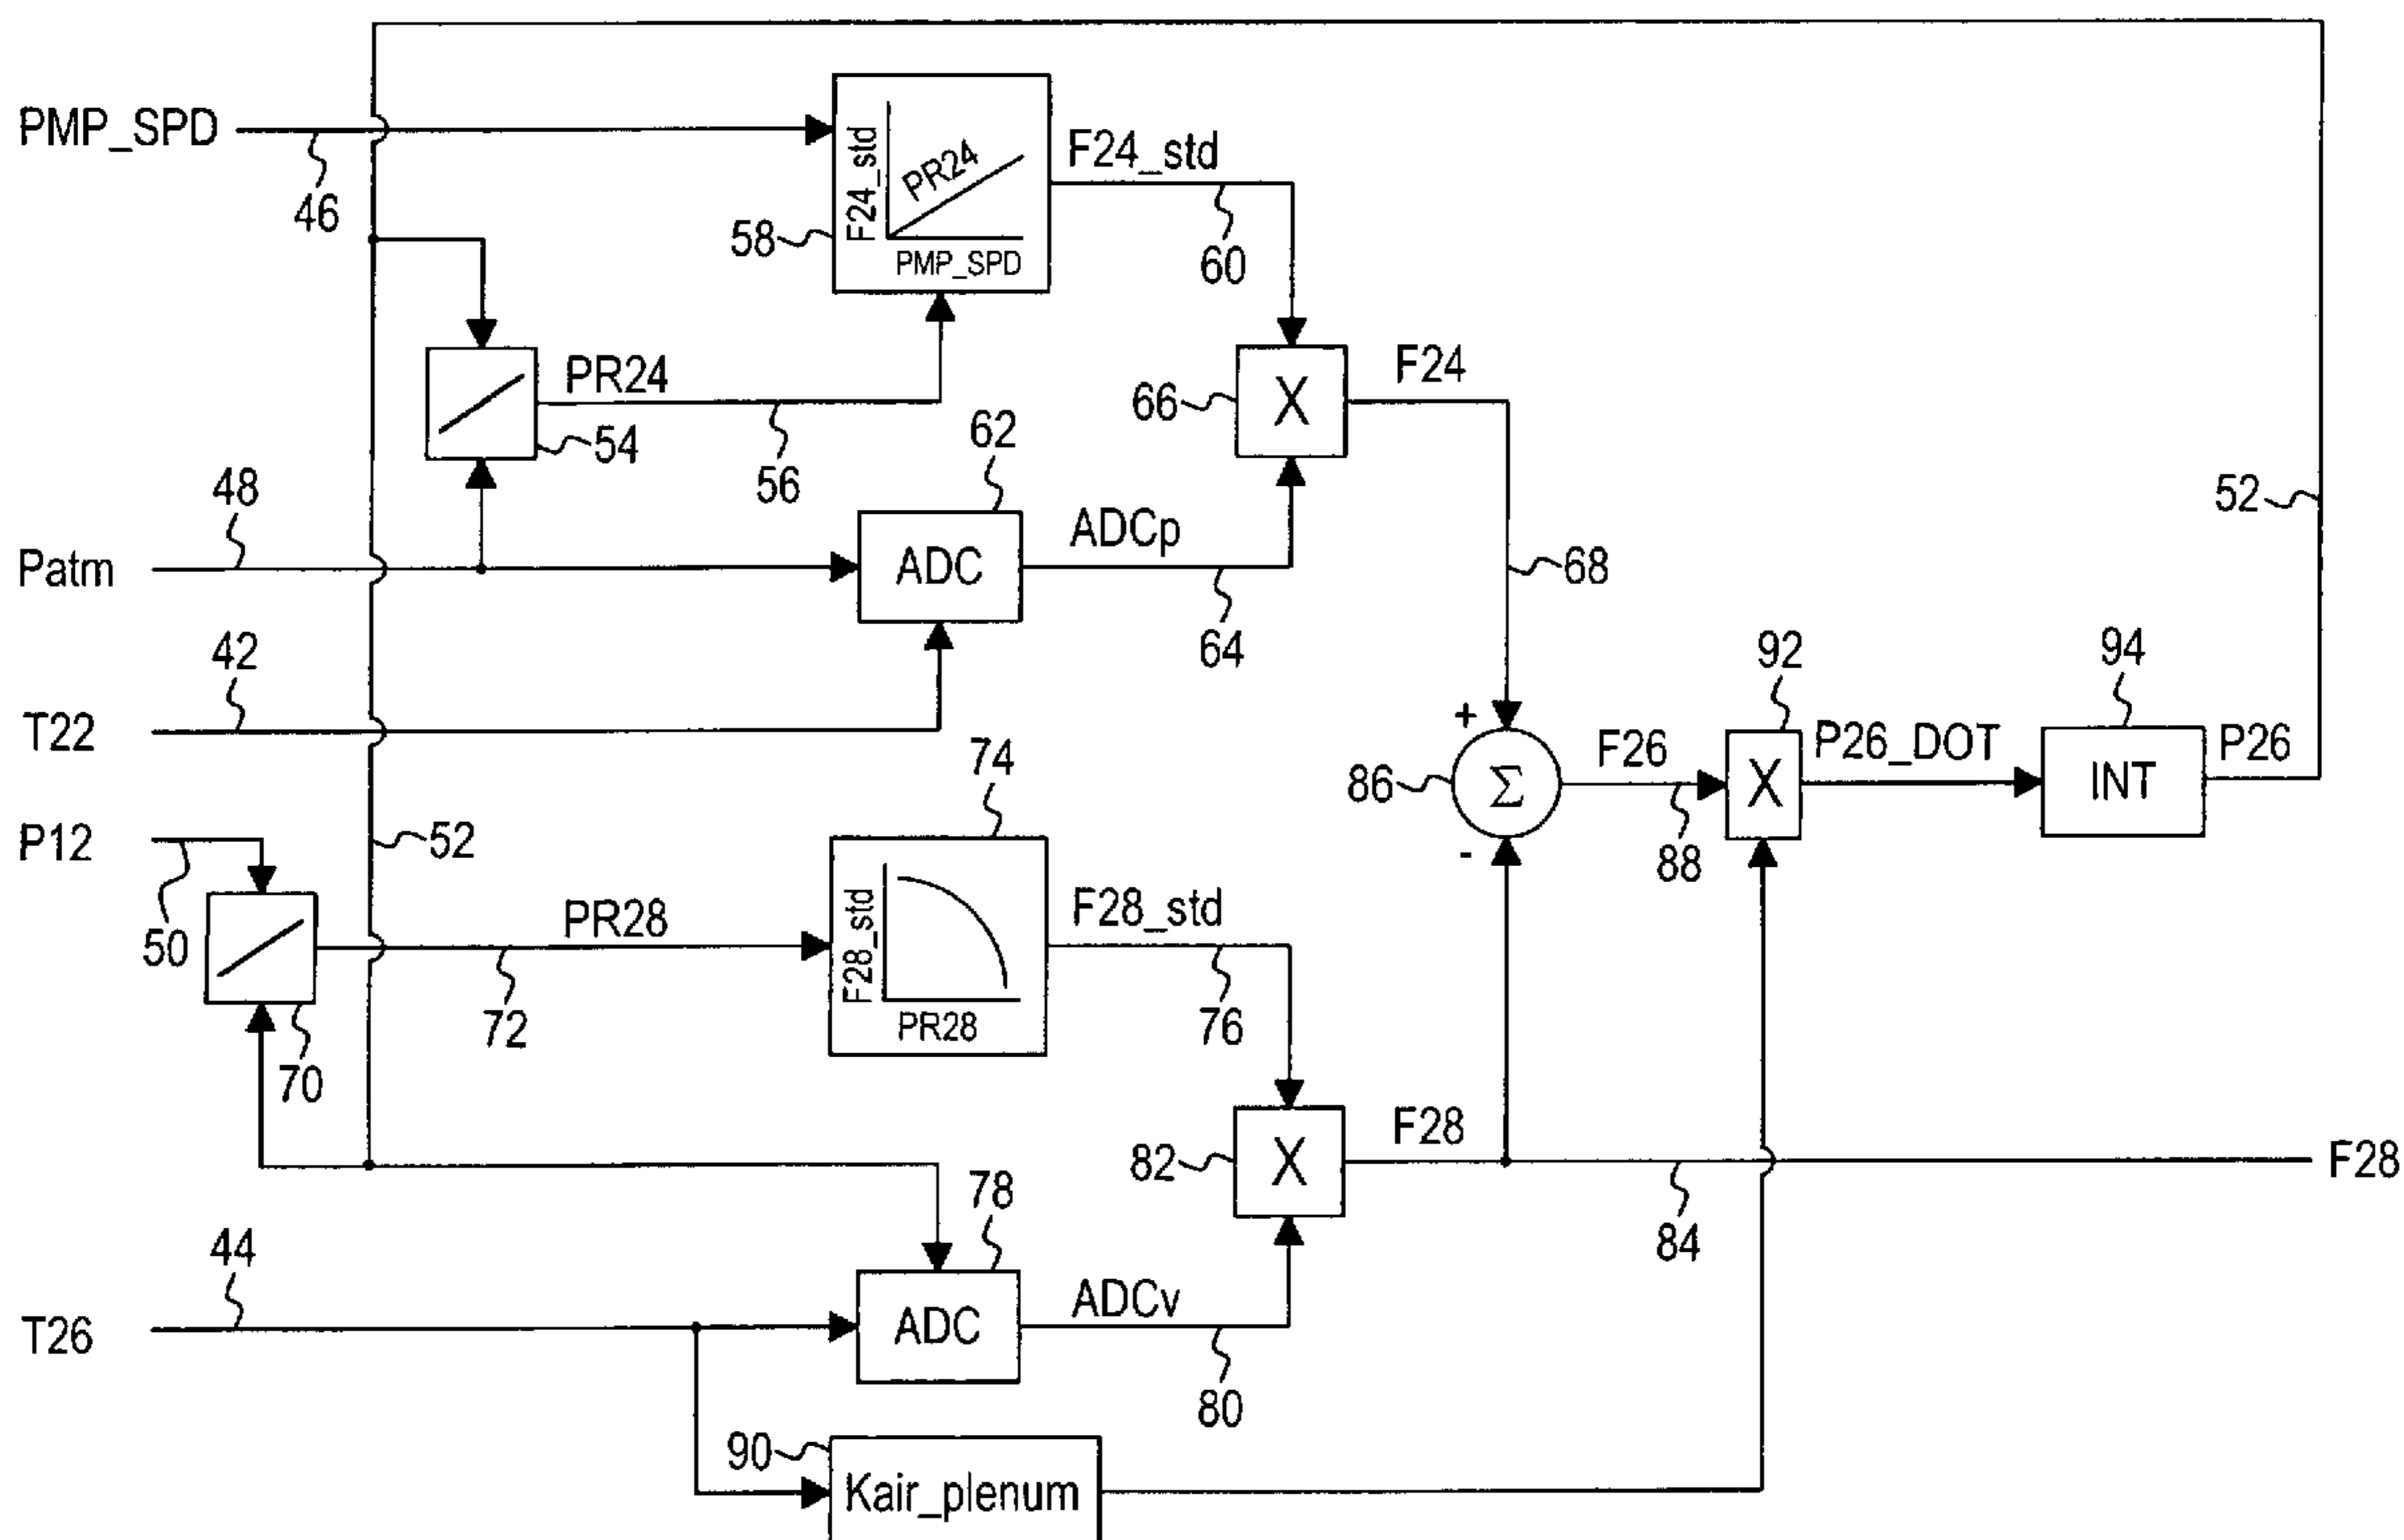 PMP_SPD
46
F24_std
PR24
PMP_SPD
58
F24_std
60
PR24
54
56
66
X
F24
48
Patm
62
ADC
ADCp
64
68
52
42
T22
P12
50
70
52
PR28
72
74
F28_std
PR28
F28_std
76
86
+
Σ
-
F26
88
92
X
P26_DOT
94
INT
P26
82
X
F28
84
F28
44
T26
78
ADC
ADCv
80
90
Kair_plenum